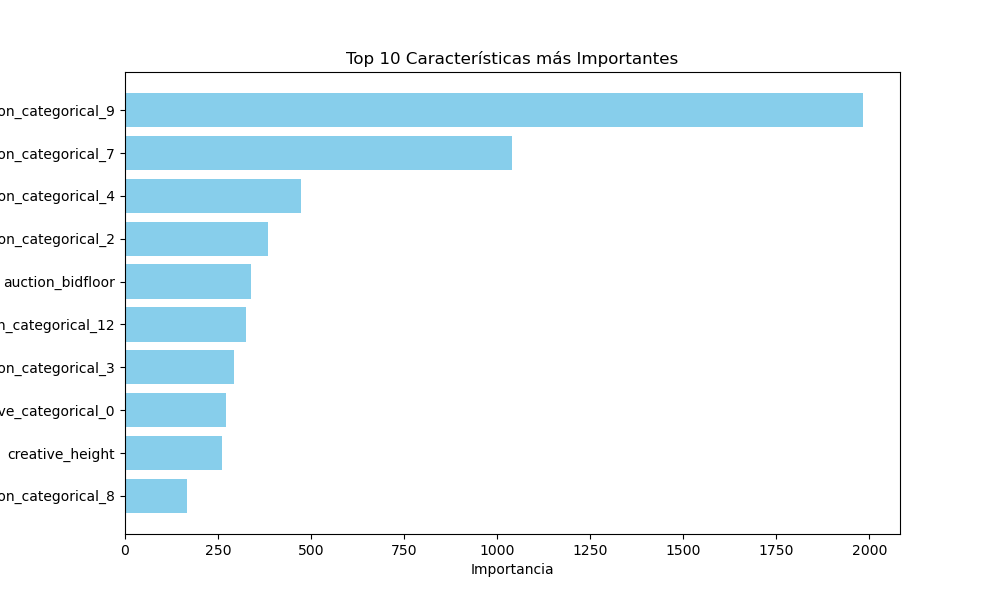 Top 10 Características más Importantes
on_categorical_9
on_categorical_7
on_categorical_4
on_categorical_2
auction_bidfloor
n_categorical_12
on_categorical_3
ve_categorical_0
creative_height
on_categorical_8
0 250 500 750 1000 1250 1500 1750 2000
Importancia